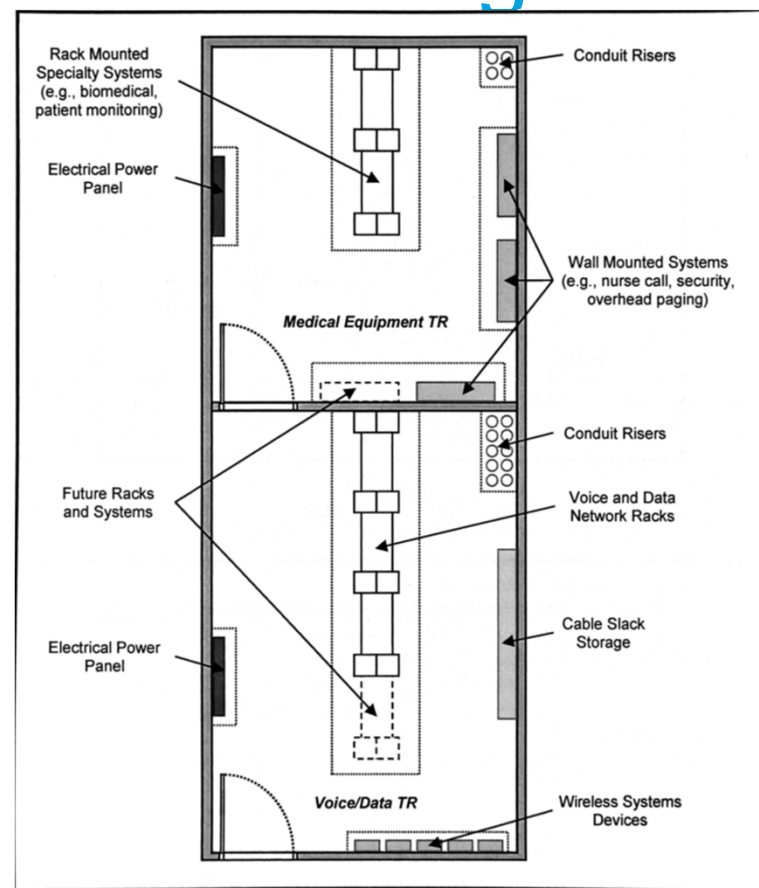 Rack Mounted
Specialty Systems
(e.g., biomedical,
patient monitoring)
Conduit Risers
Electrical Power
Panel
Wall Mounted Systems
(e.g., nurse call, security,
overhead paging)
Medical Equipment TR
Conduit Risers
Future Racks
and Systems
Voice and Data
Network Racks
Cable Slack
Storage
Electrical Power
Panel
Voice/Data TR
Wireless Systems
Devices